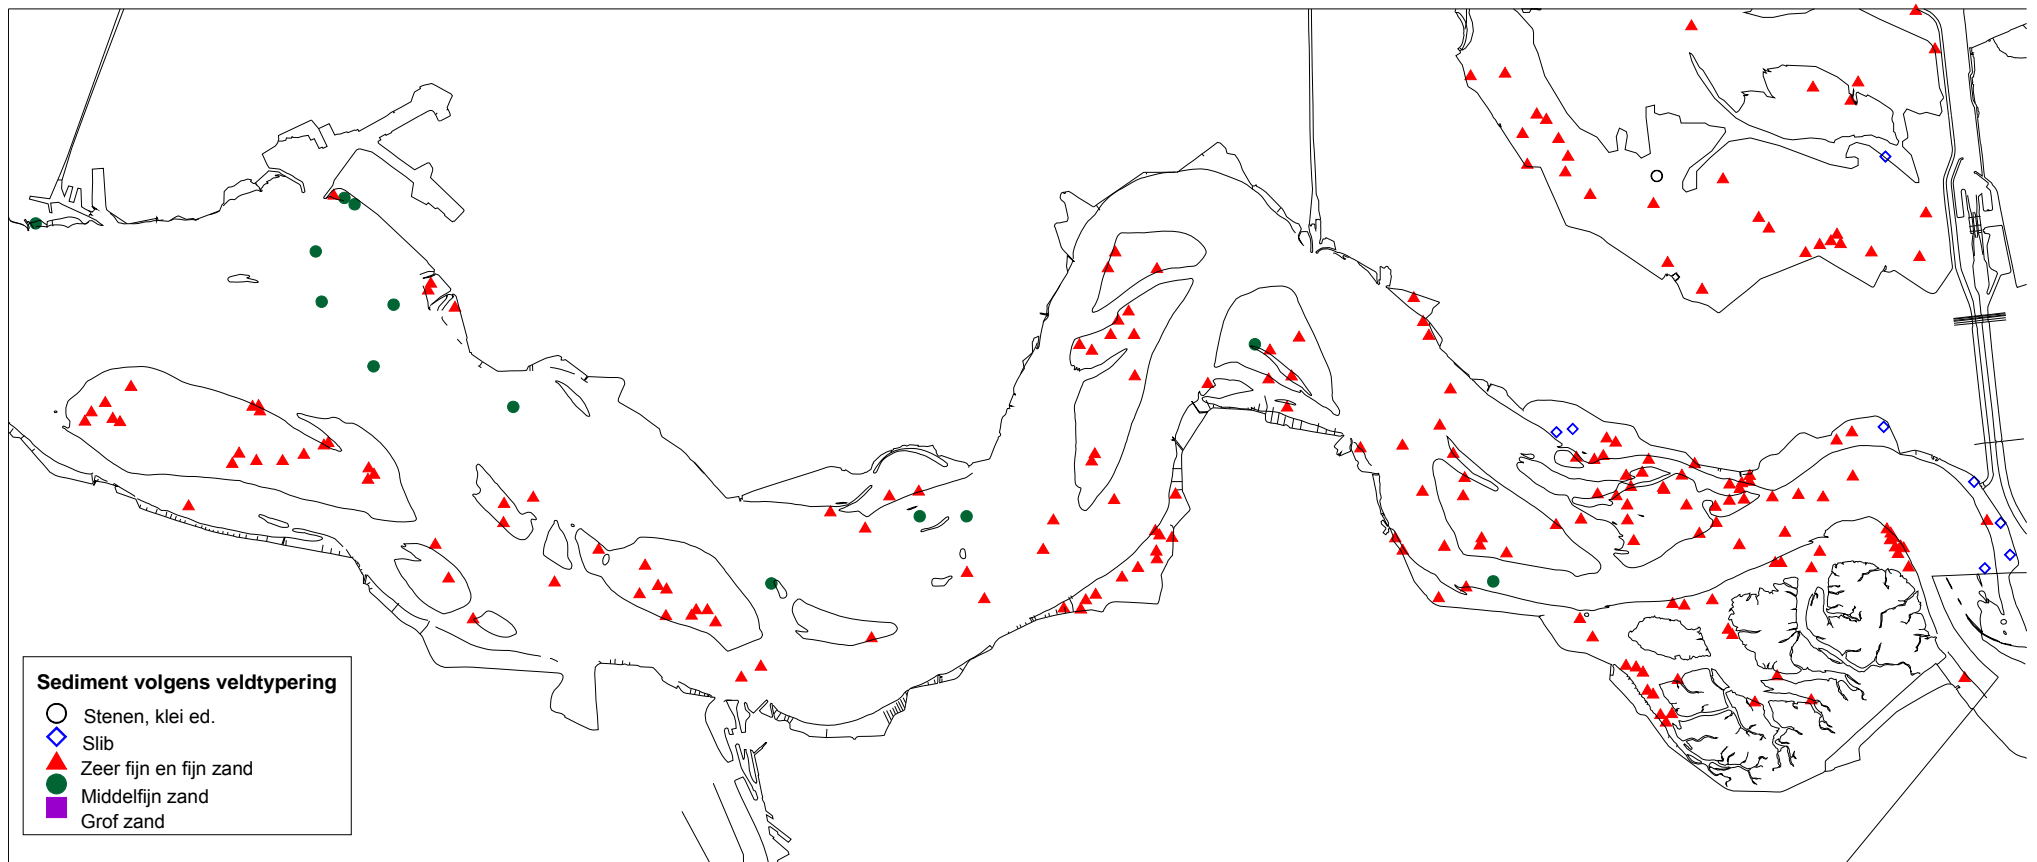 Sediment volgens veldtypering
Stenen, klei ed.
Slib
Zeer fijn en fijn zand
Middelfijn zand
Grof zand